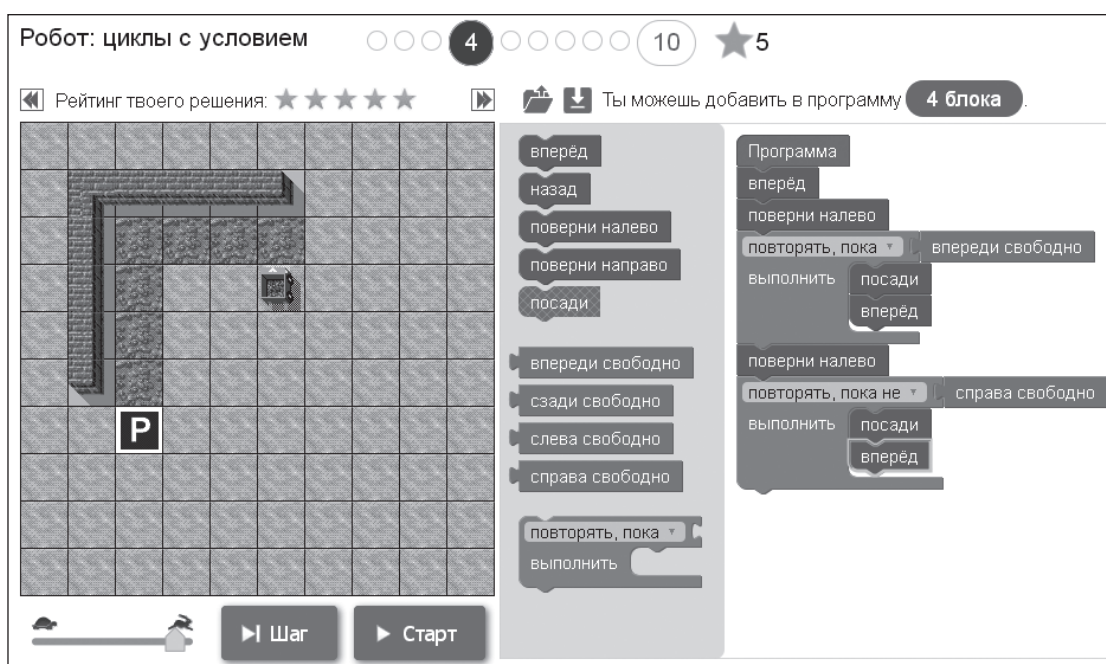 Робот: циклы с условием 4 10 5
Рейтинг твоего решения:
Ты можешь добавить в программу 4 блока.
P
Шаг
Старт
вперёд
назад
поверни налево
поверни направо
посади
впереди свободно
сзади свободно
слева свободно
справа свободно
повторять, пока
выполнить
Программа
вперёд
поверни налево
повторять, пока впереди свободно
выполнить посади
вперёд
поверни налево
повторять, пока не справа свободно
выполнить посади
вперёд